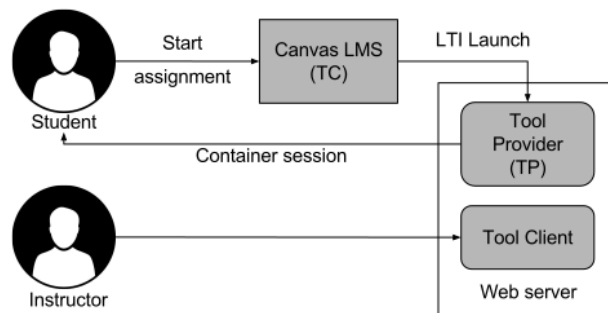 Start
assignment
Canvas LMS
(TC)
LTI Launch
Student
Tool
Provider
(TP)
Container session
Tool Client
Instructor
Web server